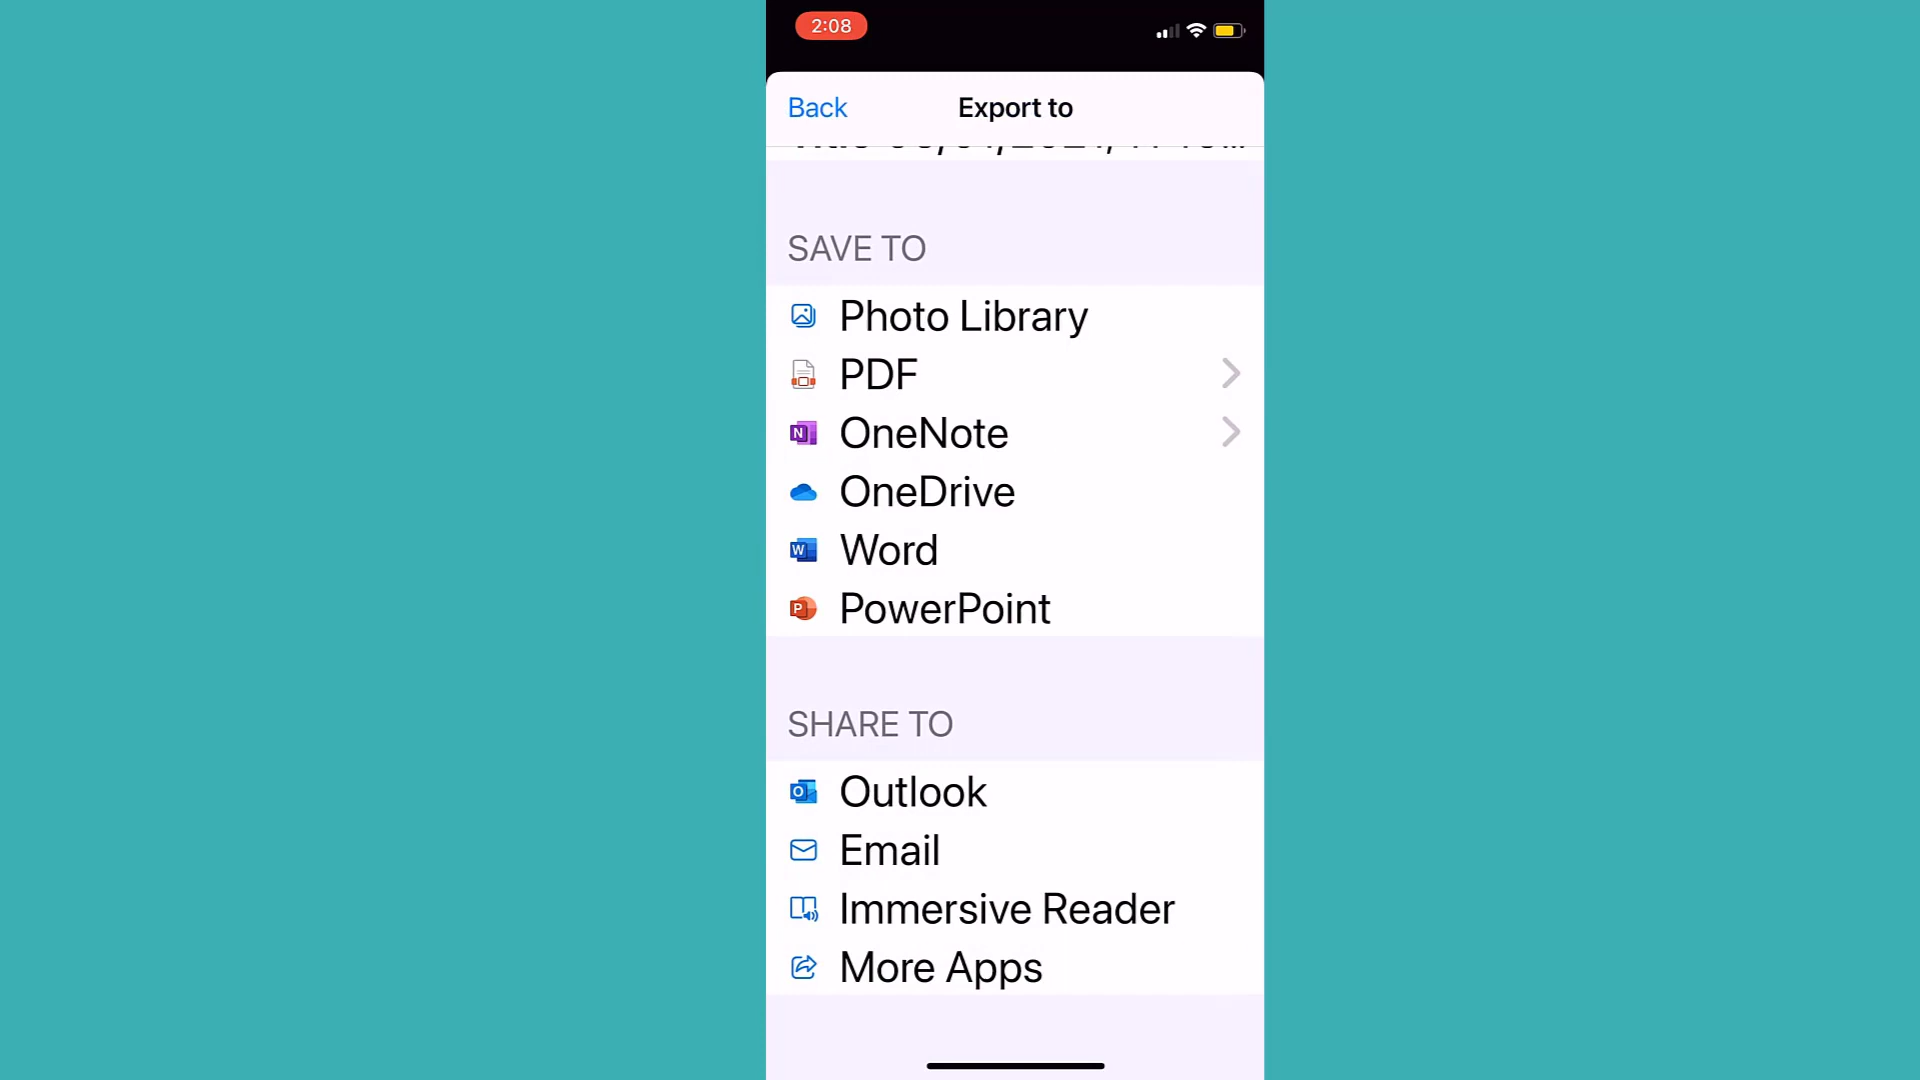 2:08
Back
Export to
SAVE TO
Photo Library
PDF
N OneNote
OneDrive
W Word
P PowerPoint
SHARE TO
O Outlook
Email
Immersive Reader
More Apps